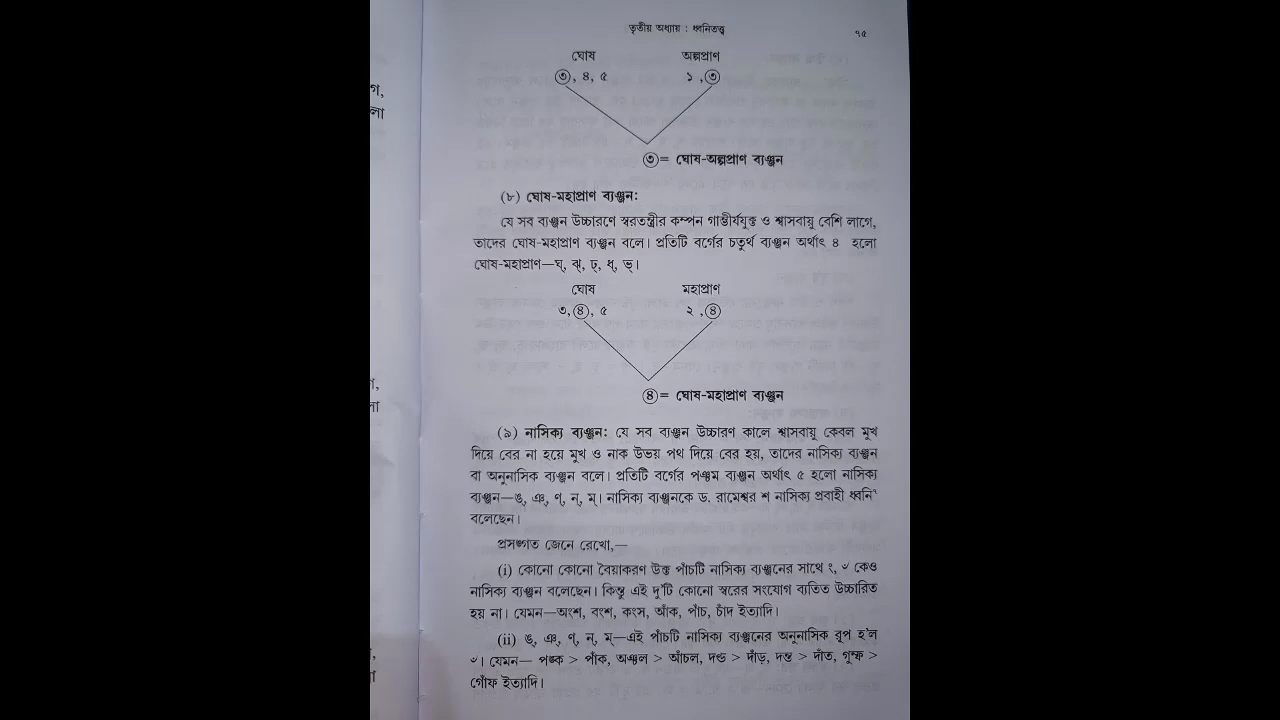 তৃতীয় অধ্যায় : ধ্বনিতত্ত্ব ৭৫
ঘোষ অল্পপ্রাণ
৩, ৪, ৫ ১ ,৩
৩= ঘোষ-অল্পপ্রাণ ব্যঞ্জন
(৮) ঘোষ-মহাপ্রাণ ব্যঞ্জন:
যে সব ব্যঞ্জন উচ্চারণে স্বরতন্ত্রীর কম্পন গাম্ভীর্যযুক্ত ও শ্বাসবায়ু বেশি লাগে,
তাদের ঘোষ-মহাপ্রাণ ব্যঞ্জন বলে। প্রতিটি বর্গের চতুর্থ ব্যঞ্জন অর্থাৎ ৪ হলো
ঘোষ-মহাপ্রাণ—ঘ্, ঝ্, ঢ্, ধ্, ভ্।
ঘোষ মহাপ্রাণ
৩,৪, ৫ ২ ,৪
৪= ঘোষ-মহাপ্রাণ ব্যঞ্জন
(৯) নাসিক্য ব্যঞ্জন: যে সব ব্যঞ্জন উচ্চারণ কালে শ্বাসবায়ু কেবল মুখ
দিয়ে বের না হয়ে মুখ ও নাক উভয় পথ দিয়ে বের হয়, তাদের নাসিক্য ব্যঞ্জন
বা অনুনাসিক ব্যঞ্জন বলে। প্রতিটি বর্গের পঞ্চম ব্যঞ্জন অর্থাৎ ৫ হলো নাসিক্য
ব্যঞ্জন—ঙ্, ঞ্, ণ্, ন্, ম্। নাসিক্য ব্যঞ্জনকে ড. রামেশ্বর শ নাসিক্য প্রবাহী ধ্বনি
বলেছেন।
প্রসঙ্গত জেনে রেখো,—
(i) কোনো কোনো বৈয়াকরণ উক্ত পাঁচটি নাসিক্য ব্যঞ্জনের সাথে ং, ঁ কেও
নাসিক্য ব্যঞ্জন বলেছেন। কিন্তু এই দু'টি কোনো স্বরের সংযোগ ব্যতিত উচ্চারিত
হয় না। যেমন—অংশ, বংশ, কংস, আঁক, পাঁচ, চাঁদ ইত্যাদি।
(ii) ঙ্, ঞ্, ণ্, ন্, ম্—এই পাঁচটি নাসিক্য ব্যঞ্জনের অনুনাসিক রূপ হ'ল
ঁ। যেমন— পঙ্ক > পাঁক, অঞ্চল > আঁচল, দণ্ড > দাঁড়, দন্ত > দাঁত, গুম্ফ >
গোঁফ ইত্যাদি।